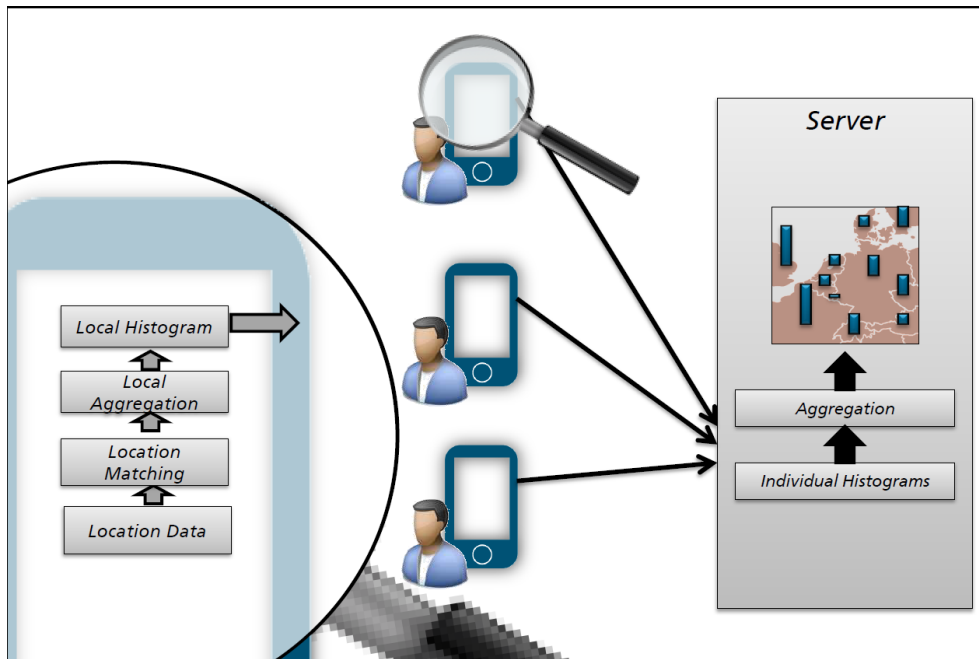 Server
Local Histogram
Local
Aggregation
Location
Matching
Location Data
Aggregation
Individual Histograms